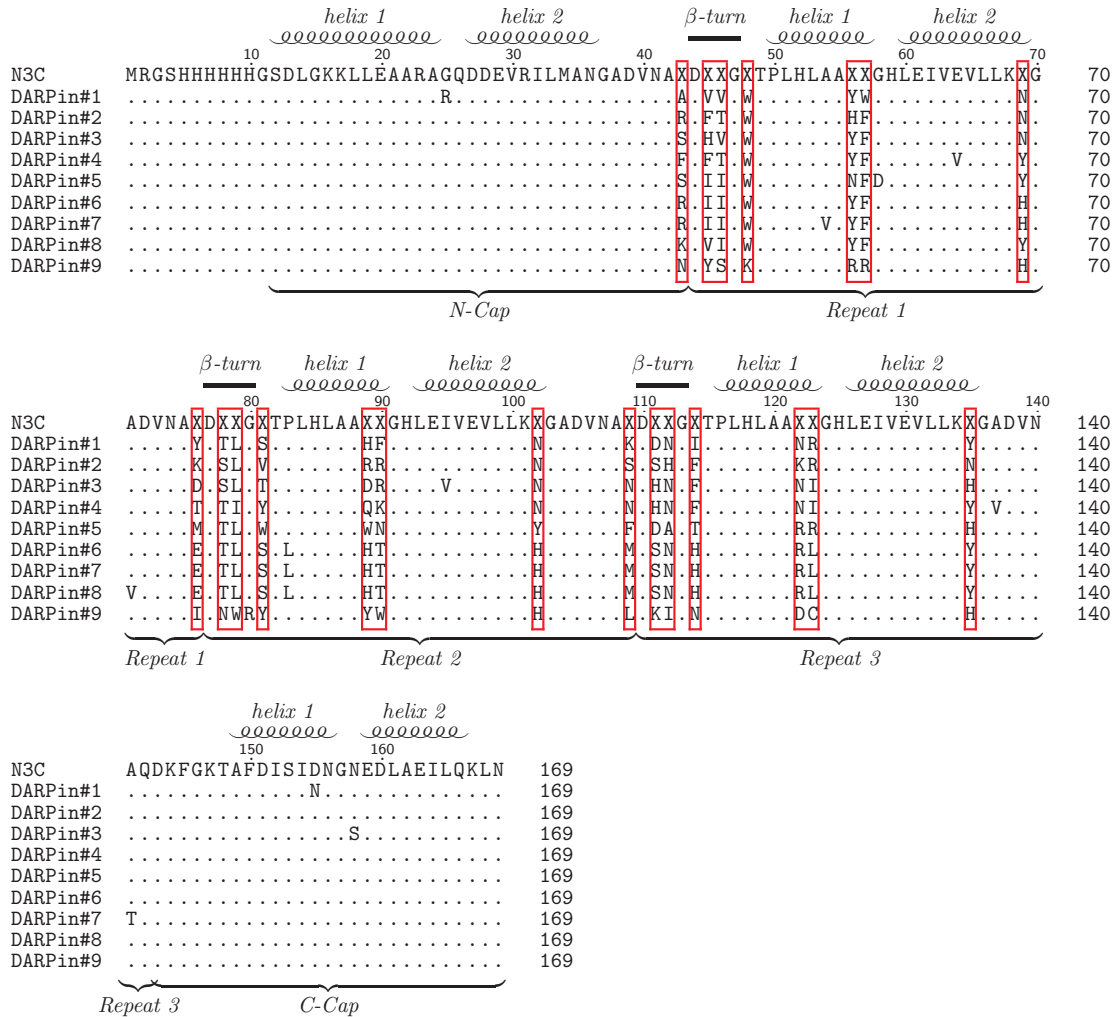 helix 1 helix 2 β-turn helix 1 helix 2
10 20 30 40 50 60 70
N3C MRGSHHHHHHGSDLGKKLLEAARAGQDDEVRILMANGADVNAXDXXGXTPLHLAAXXGHLEIVEVLLKXG 70
DARPin#1 ........................R.................A.VV.W.......YW...........N. 70
DARPin#2 ..........................................R.FT.W.......HF...........N. 70
DARPin#3 ..........................................S.HV.W.......YF...........N. 70
DARPin#4 ..........................................F.FT.W.......YF......V....Y. 70
DARPin#5 ..........................................S.II.W.......NFD..........Y. 70
DARPin#6 ..........................................R.II.W.......YF...........H. 70
DARPin#7 ..........................................R.II.W.....V.YF...........H. 70
DARPin#8 ..........................................K.VI.W.......YF...........Y. 70
DARPin#9 ..........................................N.YS.K.......RR...........H. 70
N-Cap Repeat 1
β-turn helix 1 helix 2 β-turn helix 1 helix 2
80 90 100 110 120 130 140
N3C ADVNAXDXXGXTPLHLAAXXGHLEIVEVLLKXGADVNAXDXXGXTPLHLAAXXGHLEIVEVLLKXGADVN 140
DARPin#1 .....Y.TL.S.......HF...........N......K.DN.I.......NR...........Y..... 140
DARPin#2 .....K.SL.V.......RR...........N......S.SH.F.......KR...........Y..... 140
DARPin#3 .....D.SL.T.......DR....V......N......N.HN.F.......NI...........H..... 140
DARPin#4 .....T.TI.Y.......QK...........N......N.HN.F.......NI...........Y.V... 140
DARPin#5 .....M.TL.W.......WN...........Y......F.DA.T.......RR...........H..... 140
DARPin#6 .....E.TL.S.L.....HT...........H......M.SN.H.......RL...........Y..... 140
DARPin#7 .....E.TL.S.L.....HT...........H......M.SN.H.......RL...........Y..... 140
DARPin#8 V....E.TL.S.L.....HT...........H......M.SN.H.......RL...........Y..... 140
DARPin#9 .....I.NWRY.......YW...........H......L.KI.N.......DC...........H..... 140
Repeat 1 Repeat 2 Repeat 3
helix 1 helix 2
150 160
N3C AQDKFGKTAFDISIDNGNEDLAEILQKLN 169
DARPin#1 ..............N.............. 169
DARPin#2 ............................. 169
DARPin#3 .................S........... 169
DARPin#4 ............................. 169
DARPin#5 ............................. 169
DARPin#6 ............................. 169
DARPin#7 T............................ 169
DARPin#8 ............................. 169
DARPin#9 ............................. 169
Repeat 3 C-Cap